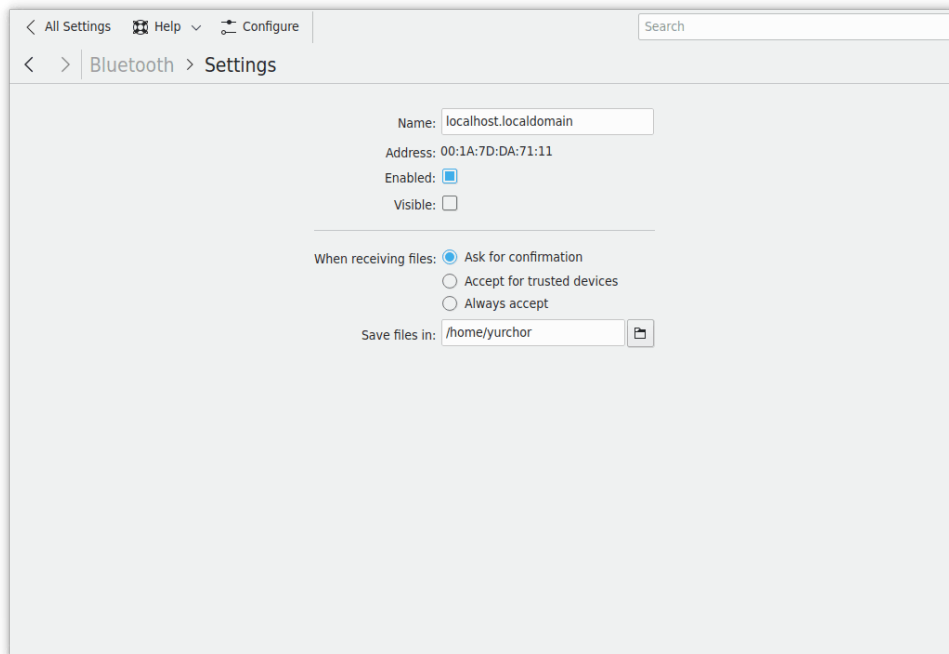 All Settings Help Configure Search
Bluetooth > Settings
Name: localhost.localdomain
Address: 00:1A:7D:DA:71:11
Enabled:
Visible:
When receiving files: Ask for confirmation
Accept for trusted devices
Always accept
Save files in: /home/yurchor